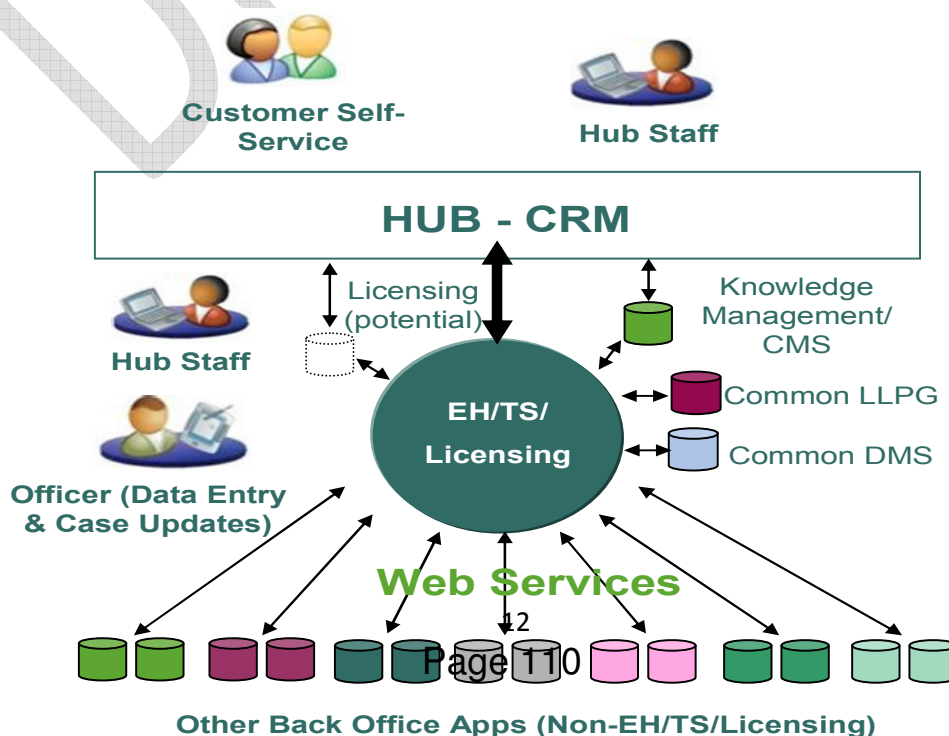 Customer Self-
Service
Hub Staff
HUB - CRM
Licensing
(potential)
Knowledge
Management/
CMS
Hub Staff
EH/TS/
Licensing
Common LLPG
Common DMS
Officer (Data Entry
& Case Updates)
Web Services
12
Page 110
Other Back Office Apps (Non-EH/TS/Licensing)